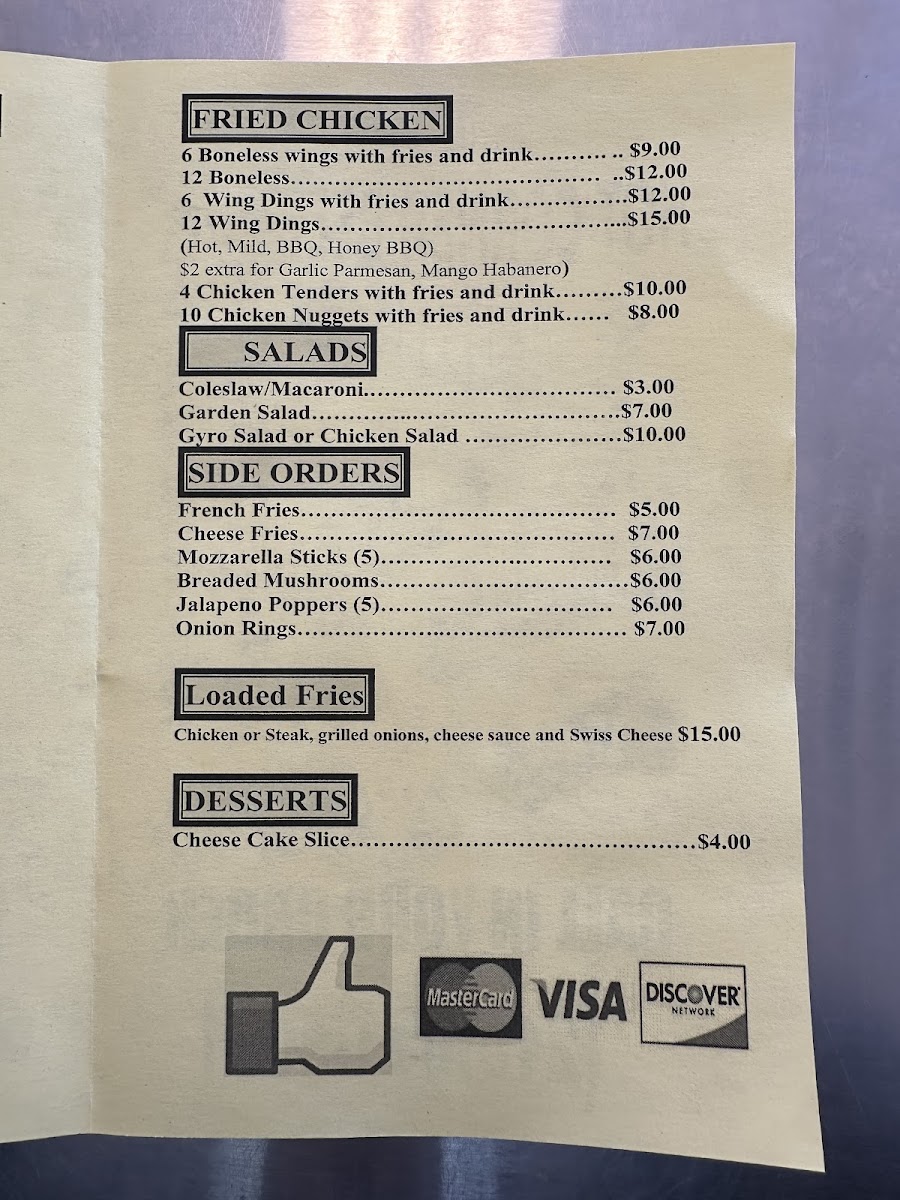 FRIED CHICKEN
6 Boneless wings with fries and drink.......... .. $9.00
12 Boneless...................................... ..$12.00
6 Wing Dings with fries and drink................$12.00
12 Wing Dings......................................$15.00
(Hot, Mild, BBQ, Honey BBQ)
$2 extra for Garlic Parmesan, Mango Habanero)
4 Chicken Tenders with fries and drink.........$10.00
10 Chicken Nuggets with fries and drink...... $8.00
SALADS
Coleslaw/Macaroni................................ $3.00
Garden Salad.......................................$7.00
Gyro Salad or Chicken Salad ....................$10.00
SIDE ORDERS
French Fries........................................ $5.00
Cheese Fries........................................ $7.00
Mozzarella Sticks (5).............................. $6.00
Breaded Mushrooms...............................$6.00
Jalapeno Poppers (5).............................. $6.00
Onion Rings.......................................... $7.00
Loaded Fries
Chicken or Steak, grilled onions, cheese sauce and Swiss Cheese $15.00
DESSERTS
Cheese Cake Slice...........................................$4.00
MasterCard VISA DISCOVER
NETWORK